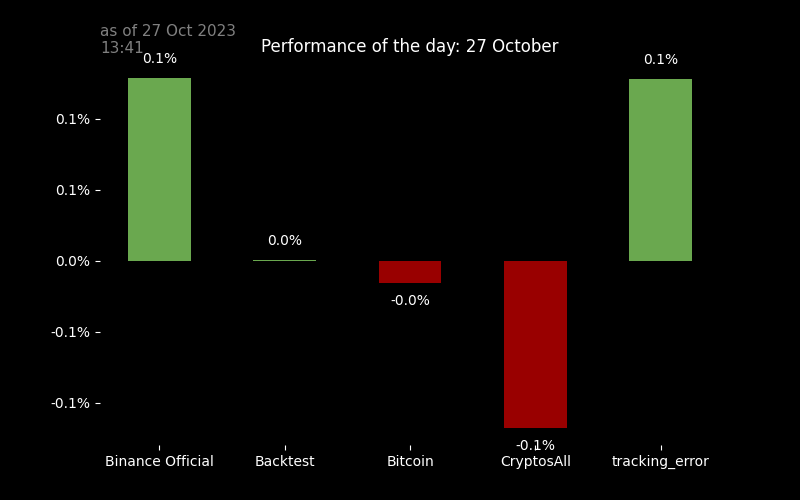 as of 27 Oct 2023
13:41
Performance of the day: 27 October
0.1%
0.1%
0.1%
0.1%
0.0%
0.0%
-0.0%
-0.1%
-0.1%
-0.1%
Binance Official
Backtest
Bitcoin
CryptosAll
tracking_error